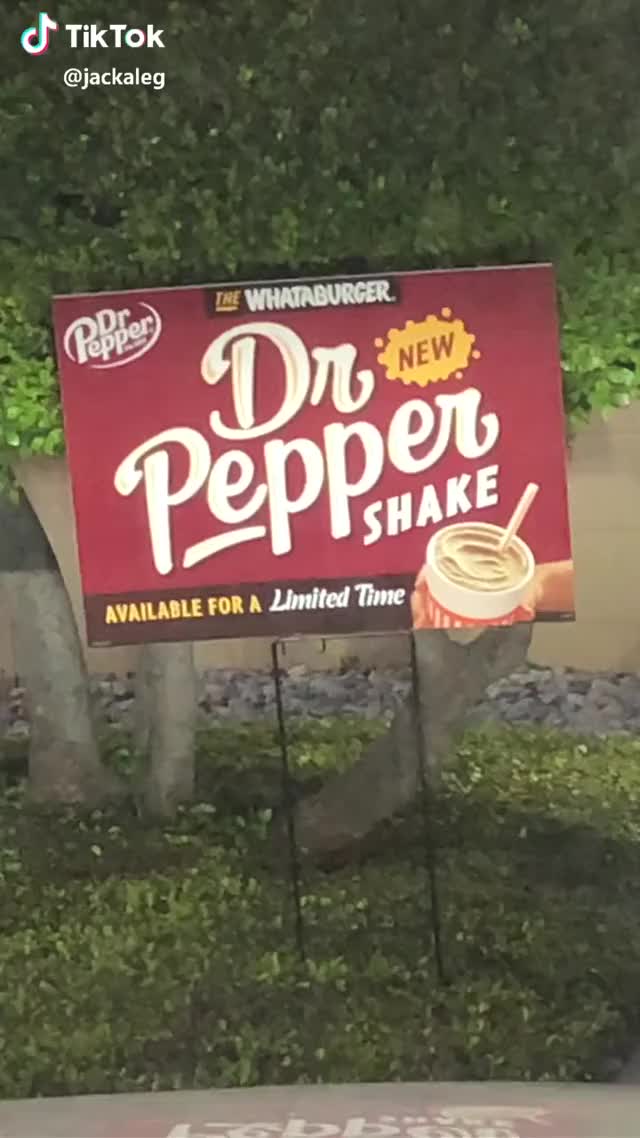 TikTok
@jackaleg
THE WHATABURGER
Dr Pepper
NEW
Dr
Pepper
SHAKE
AVAILABLE FOR A Limited Time